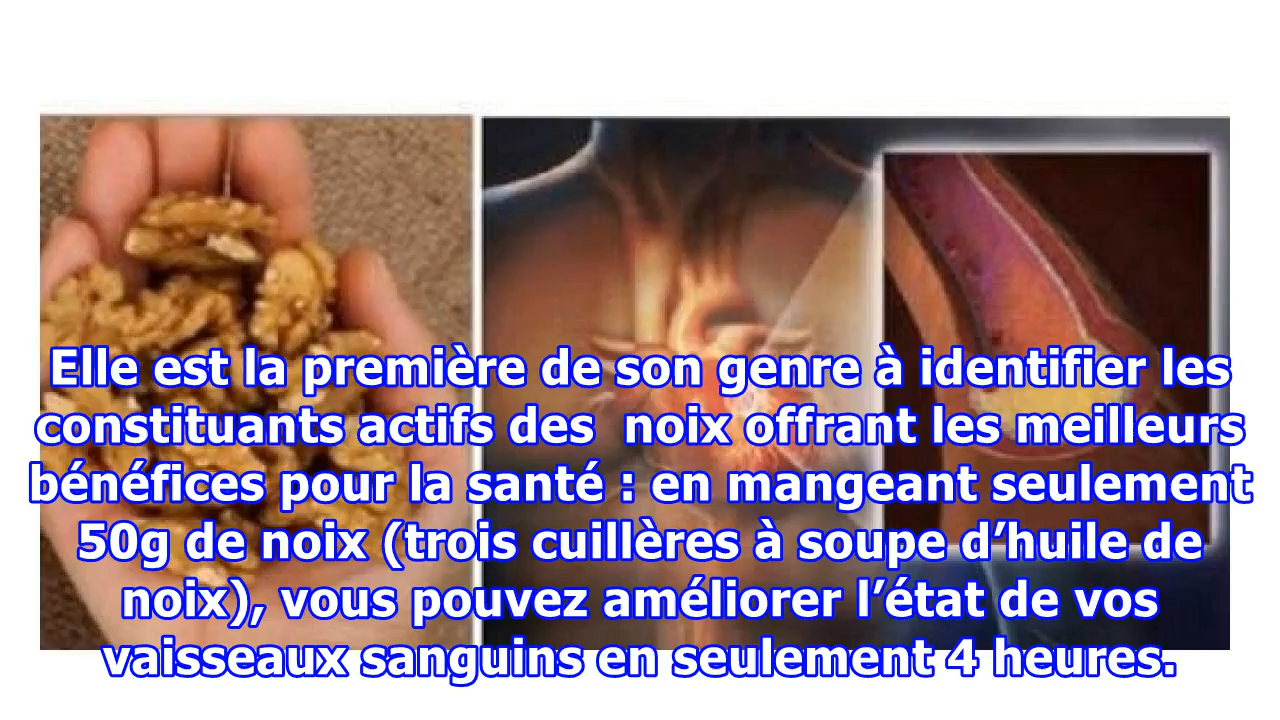 Elle est la première de son genre à identifier les
constituants actifs des  noix offrant les meilleurs
bénéfices pour la santé : en mangeant seulement
50g de noix (trois cuillères à soupe d’huile de
noix), vous pouvez améliorer l’état de vos
vaisseaux sanguins en seulement 4 heures.